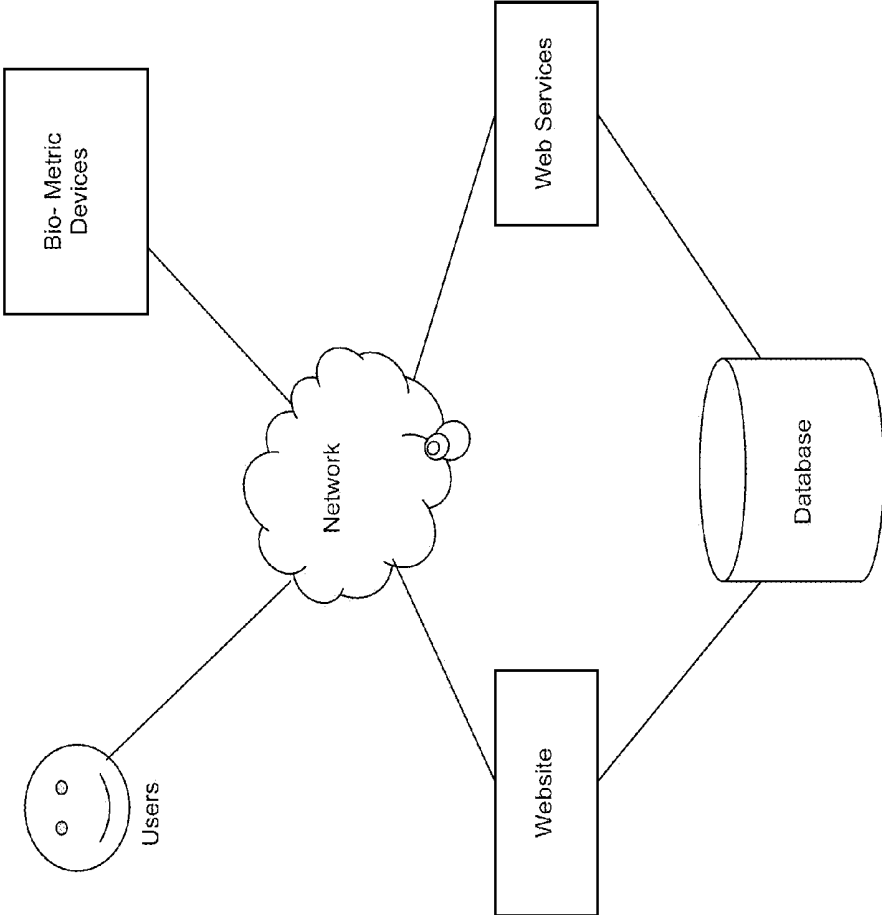 Users
Bio- Metric
Devices
Network
Website
Web Services
Database